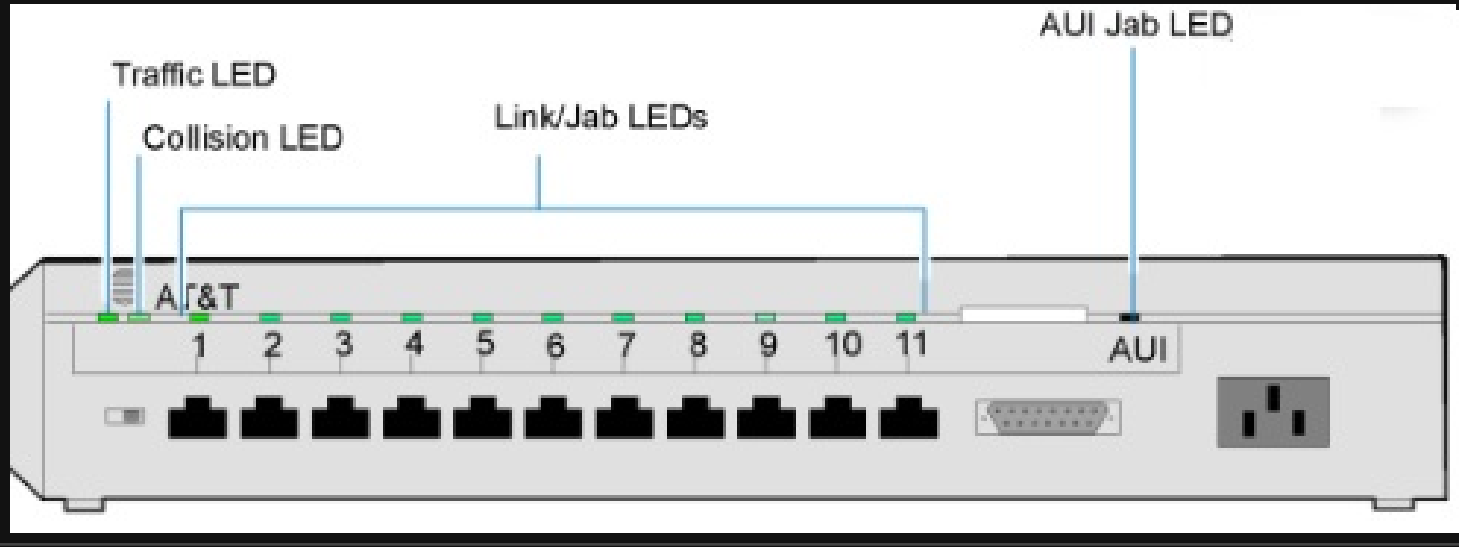 AUI Jab LED
Traffic LED
Link/Jab LEDs
Collision LED
AT&T
1 2 3 4 5 6 7 8 9 10 11 AUI